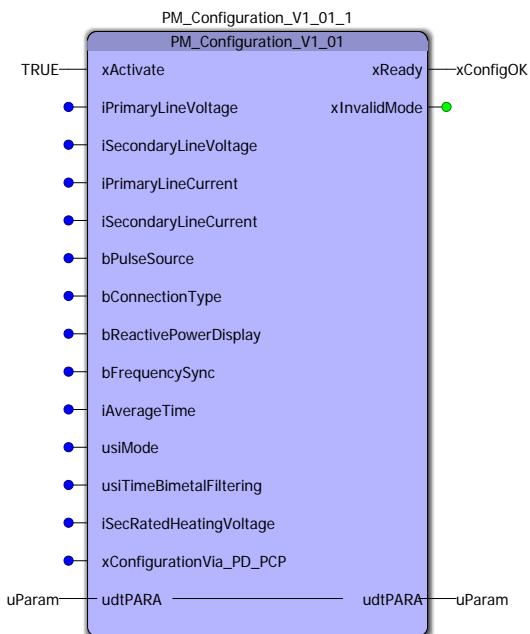 PM_Configuration_V1_01_1
PM_Configuration_V1_01
TRUE xActivate xReady xConfigOK
iPrimaryLineVoltage xInvalidMode
iSecondaryLineVoltage
iPrimaryLineCurrent
iSecondaryLineCurrent
bPulseSource
bConnectionType
bReactivePowerDisplay
bFrequencySync
iAverageTime
usiMode
usiTimeBimetalFiltering
iSecRatedHeatingVoltage
xConfigurationVia_PD_PCP
uParam udtPARA udtPARA uParam